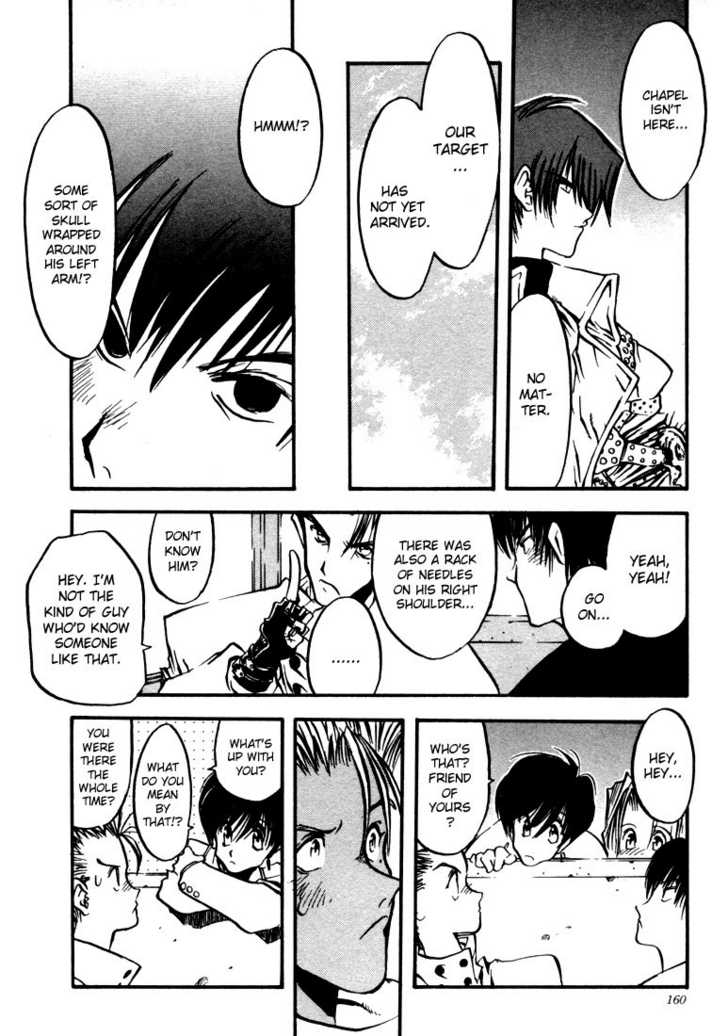 CHAPEL
ISN'T
HERE...
NO
MAT-
TER.
OUR
TARGET
...
HAS
NOT YET
ARRIVED.
HMMM!?
SOME
SORT OF
SKULL
WRAPPED
AROUND
HIS LEFT
ARM!?
YEAH,
YEAH!
GO
ON...
THERE WAS
ALSO A RACK
OF NEEDLES
ON HIS RIGHT
SHOULDER...
......
DON'T
KNOW
HIM?
HEY. I'M
NOT THE
KIND OF GUY
WHO'D KNOW
SOMEONE
LIKE THAT.
HEY,
HEY...
WHO'S
THAT?
FRIEND
OF
YOURS
?
WHAT'S
UP WITH
YOU?
WHAT
DO YOU
MEAN
BY
THAT!?
YOU
WERE
THERE
THE
WHOLE
TIME?
160